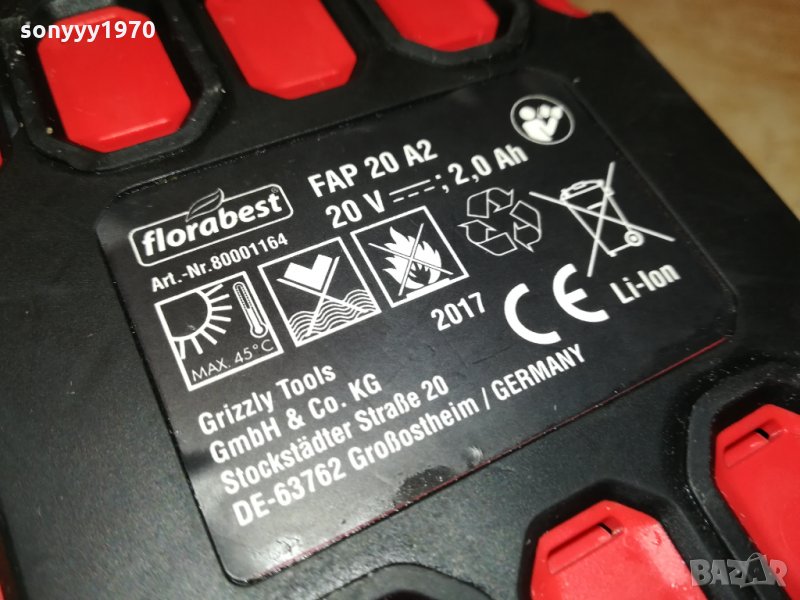 sonyyy1970
florabest
FAP 20 A2
20 V ; 2,0 Ah
Art.-Nr.80001164
MAX. 45°C
2017
CE
Li-Ion
Grizzly Tools
GmbH & Co. KG
Stockstädter Straße 20
DE-63762 Großostheim / GERMANY
BAZAR